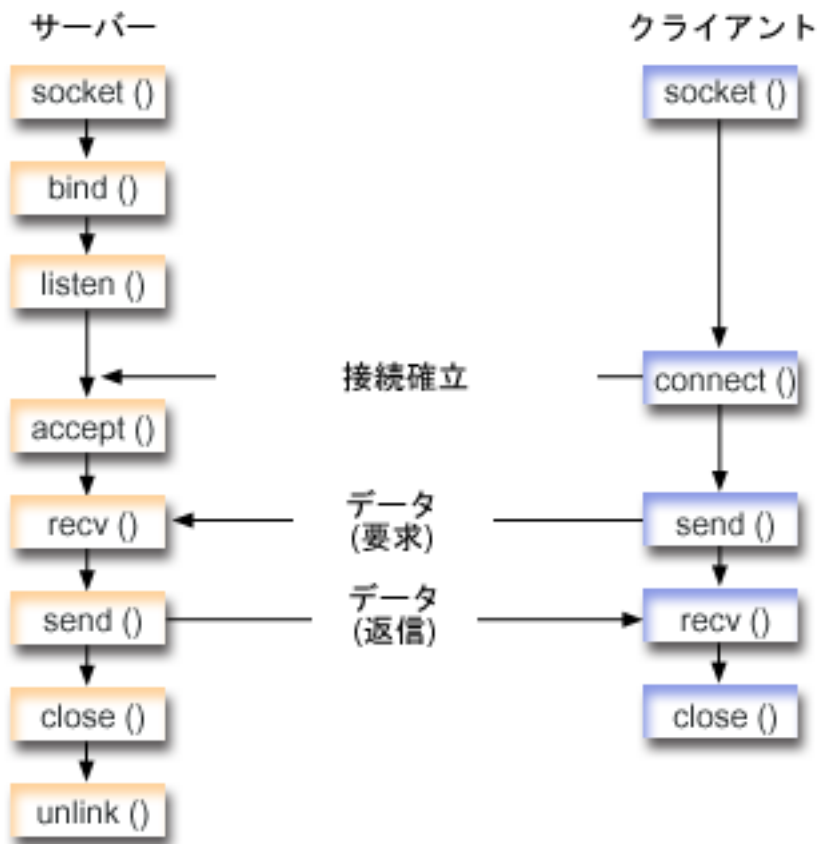 サーバー
クライアント
socket ()
socket ()
bind ()
listen ()
接続確立
connect ()
accept ()
データ
(要求)
recv ()
send ()
データ
(返信)
send ()
recv ()
close ()
close ()
unlink ()